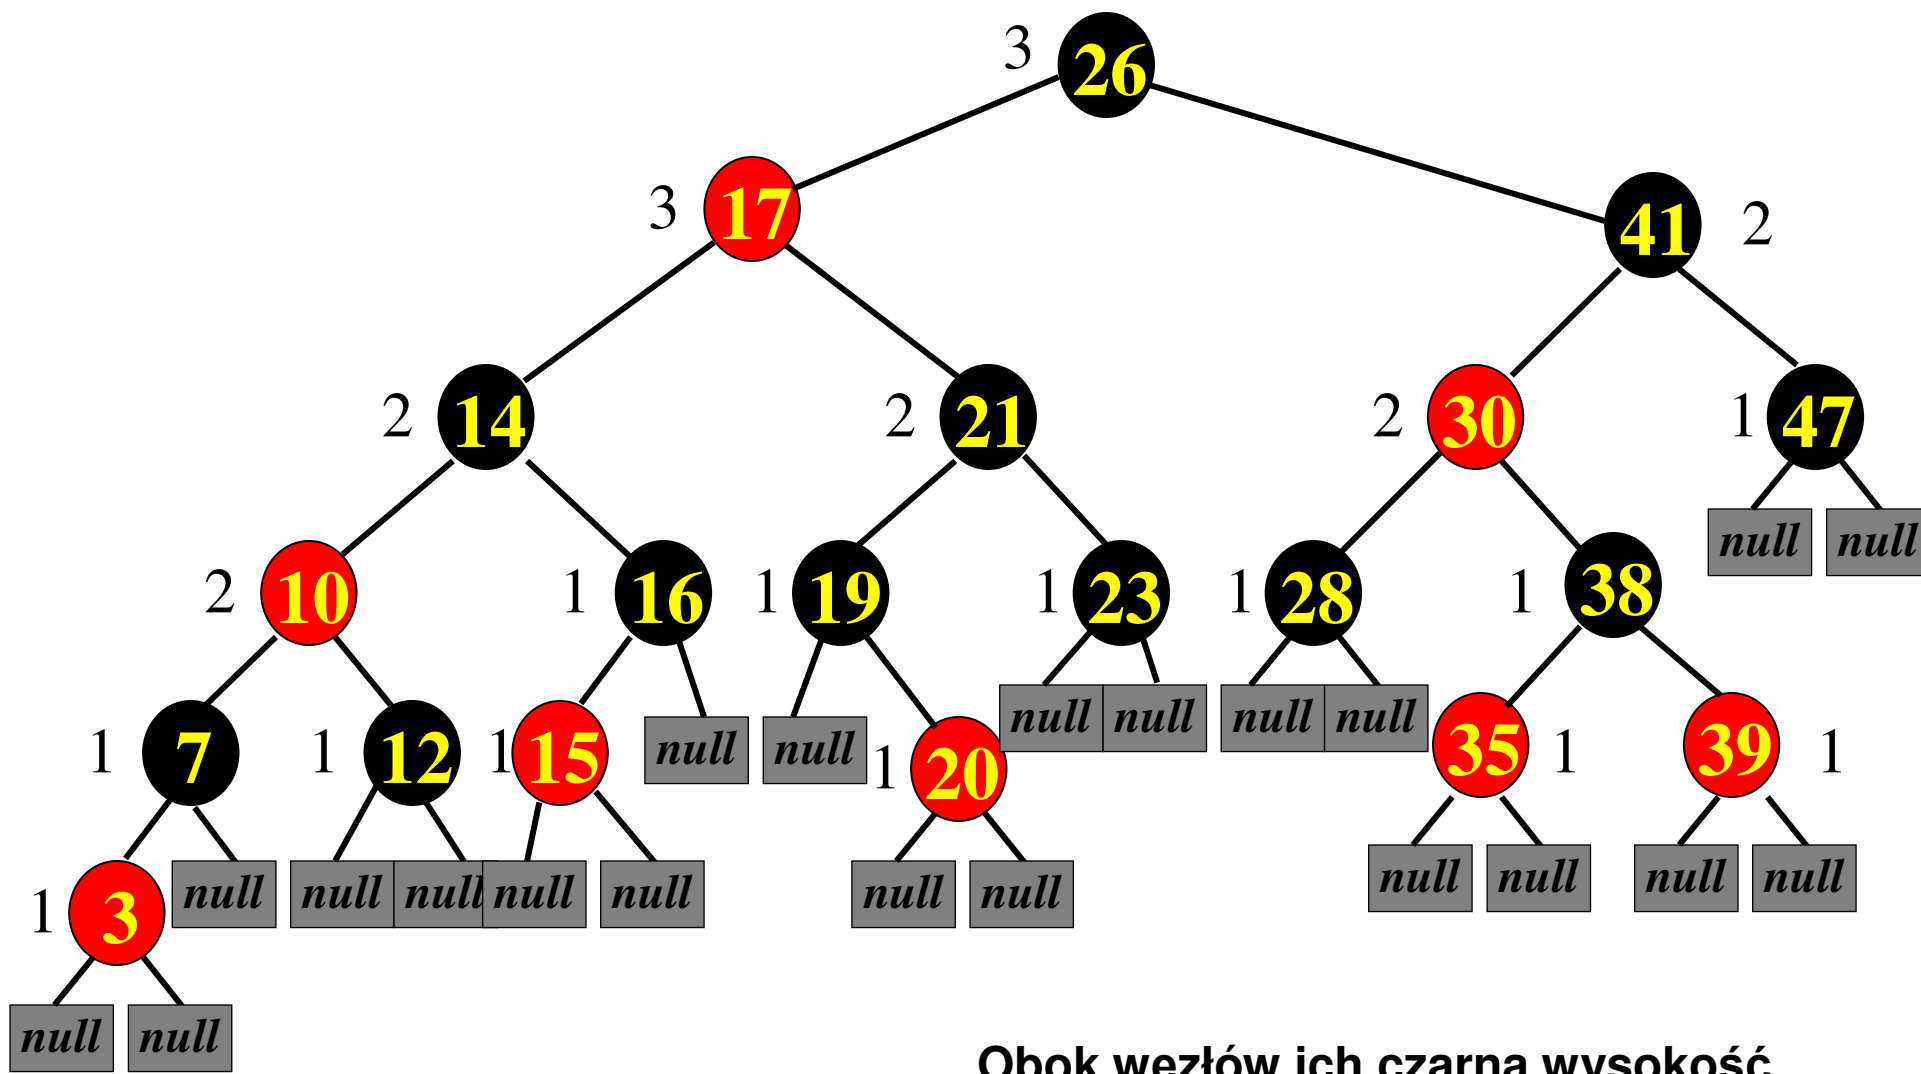 3 26
3 17
41 2
2 14
2 21
2 30
1 47
null null
2 10
1 16
1 19
1 23
1 28
1 38
null null
null null
1 7
1 12
1 15
null
null
1 20
35 1
39 1
1 3
null
null null
null null
null null
null null
null null
null null
Obok węzłów ich czarna wysokość